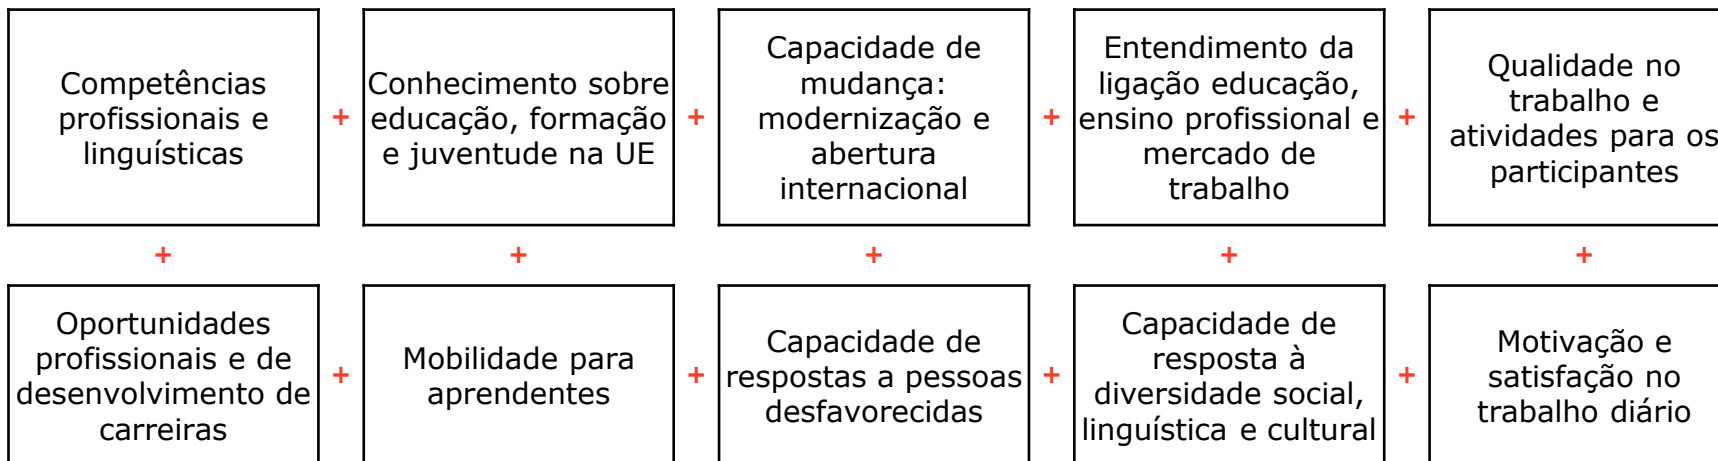 Competências
profissionais e
linguísticas
+
Conhecimento sobre
educação, formação
e juventude na UE
+
Capacidade de
mudança:
modernização e
abertura
internacional
+
Entendimento da
ligação educação,
ensino profissional e
mercado de
trabalho
+
Qualidade no
trabalho e
atividades para os
participantes
+ + + + +
Oportunidades
profissionais e de
desenvolvimento de
carreiras
+
Mobilidade para
aprendentes
+
Capacidade de
respostas a pessoas
desfavorecidas
+
Capacidade de
resposta à
diversidade social,
linguística e cultural
+
Motivação e
satisfação no
trabalho diário